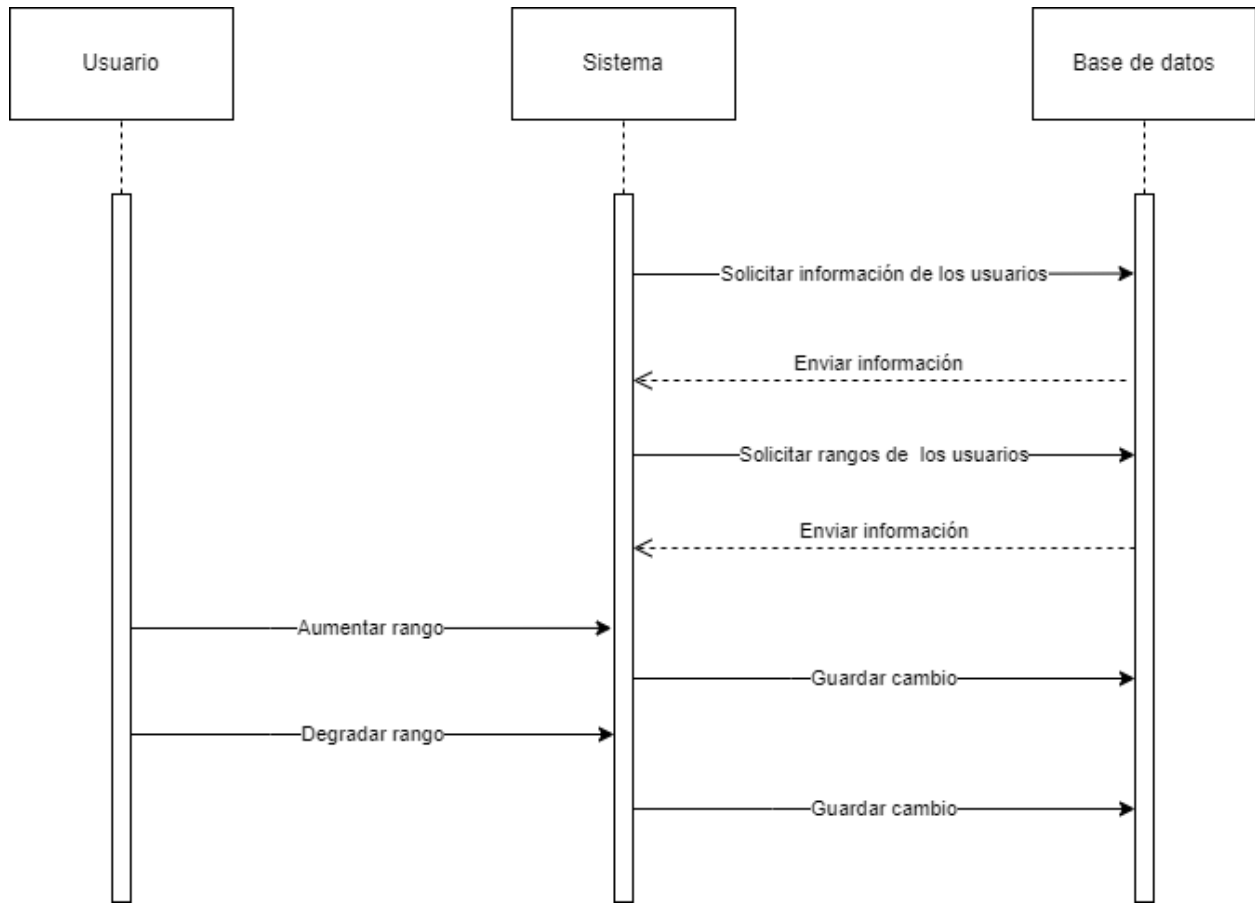 Usuario
Sistema
Base de datos
Solicitar información de los usuarios
Enviar información
Solicitar rangos de  los usuarios
Enviar información
Aumentar rango
Guardar cambio
Degradar rango
Guardar cambio